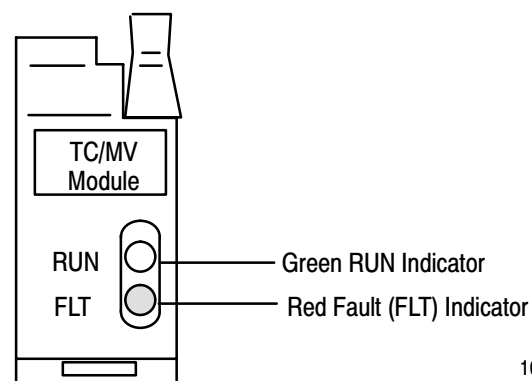 TC/MV
Module
RUN
Green RUN Indicator
FLT
Red Fault (FLT) Indicator